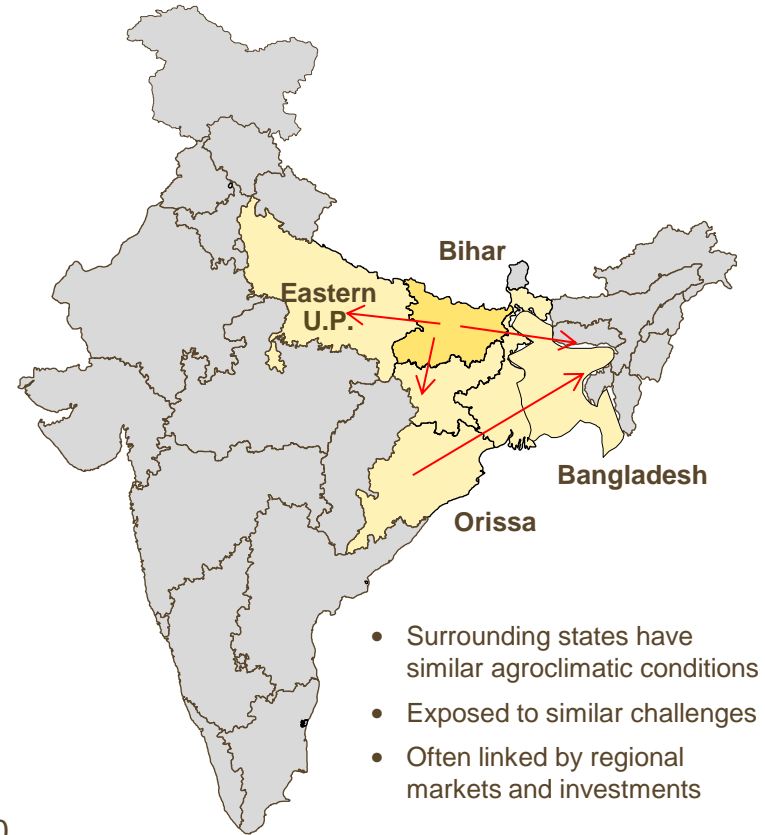 Bihar
Eastern
U.P.
Bangladesh
Orissa
• Surrounding states have
similar agroclimatic conditions
• Exposed to similar challenges
• Often linked by regional
markets and investments